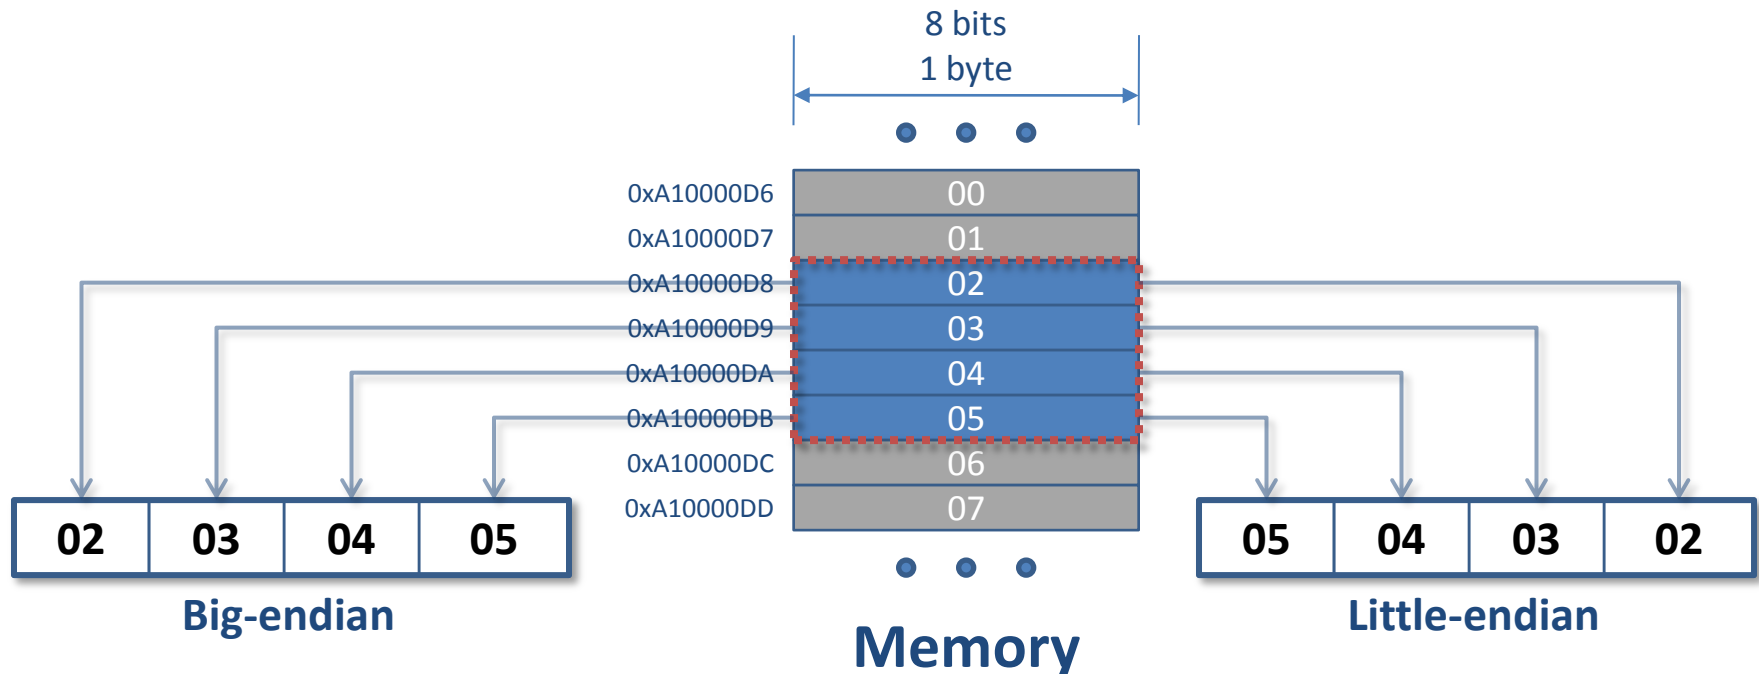 8 bits
1 byte
0xA10000D6 00
0xA10000D7 01
0xA10000D8 02
0xA10000D9 03
0xA10000DA 04
0xA10000DB 05
0xA10000DC 06
0xA10000DD 07
02 03 04 05
05 04 03 02
Big-endian
Little-endian
Memory